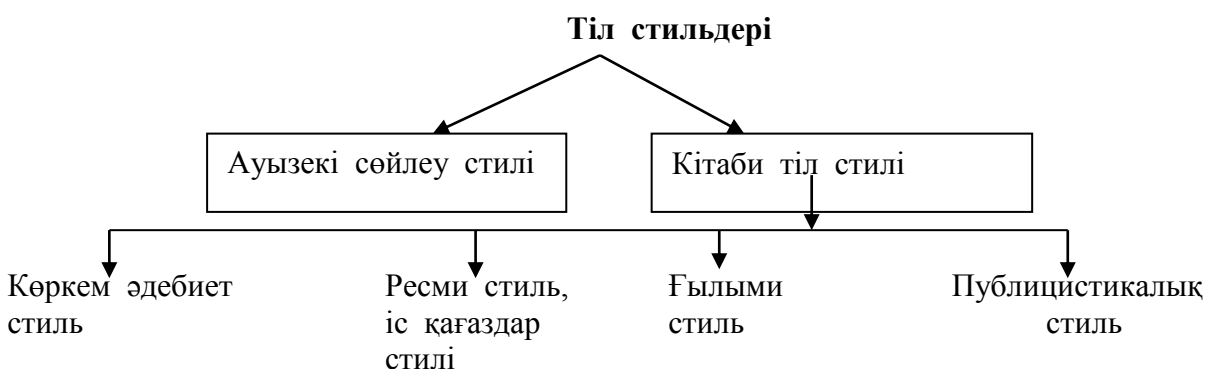 Тіл стильдері
Ауызекі сөйлеу стилі
Кітаби тіл стилі
Көркем әдебиет
стиль
Ресми стиль,
іс қағаздар
стилі
Ғылыми
стиль
Публицистикалық
стиль